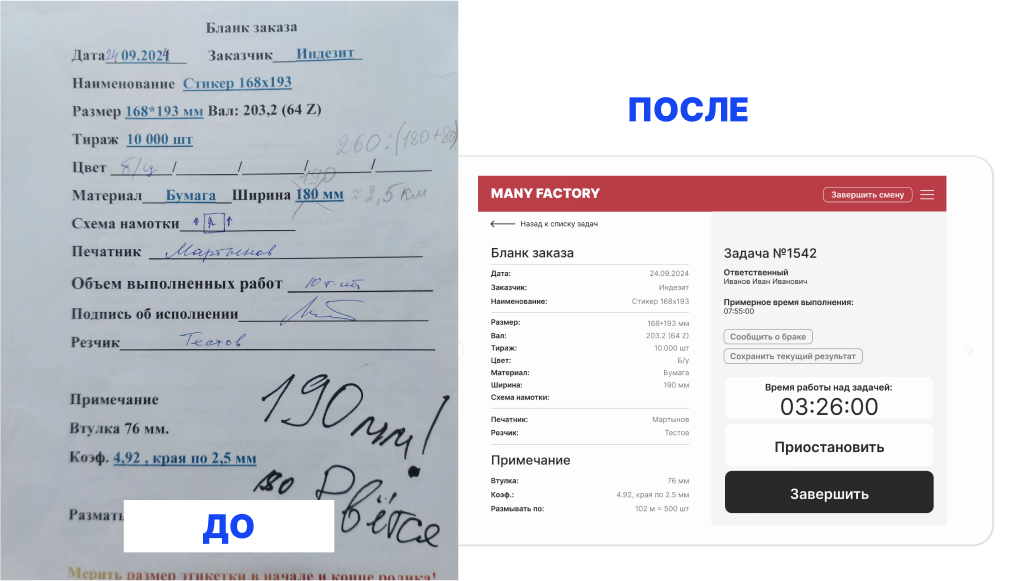 Бланк заказа
Дата 24.09.2024 Заказчик Индезит
Наименование Стикер 168х193
Размер 168*193 мм Вал: 203,2 (64 Z)
260:(180+80)
Тираж 10 000 шт
Цвет б/ц / / / /
190
Материал Бумага Ширина 180 мм ≈ 2,5 км
Схема намотки ↑ А ↑
Печатник Мартынов
Объем выполненных работ 10 т.шт
Подпись об исполнении
Резчик Тестов
190 мм!
Примечание
Втулка 76 мм.
Коэф. 4,92 , края по 2,5 мм
180 Рвётся
Размать
ДО
Мерить размер этикетки в начале и конце ролика!
ПОСЛЕ
MANY FACTORY
Завершить смену
Назад к списку задач
Бланк заказа
Дата: 24.09.2024
Заказчик: Индезит
Наименование: Стикер 168х193
Размер: 168*193 мм
Вал: 203.2 (64 Z)
Тираж: 10.000 шт
Цвет: Б/у
Материал: Бумага
Ширина: 190 мм
Схема намотки:
Печатник: Мартынов
Резчик: Тестов
Примечание
Втулка: 76 мм
Коэф.: 4.92, края по 2.5 мм
Размывать по: 102 м = 500 шт
Задача №1542
Ответственный
Иванов Иван Иванович
Примерное время выполнения:
07:55:00
Сообщить о браке
Сохранить текущий результат
Время работы над задачей:
03:26:00
Приостановить
Завершить